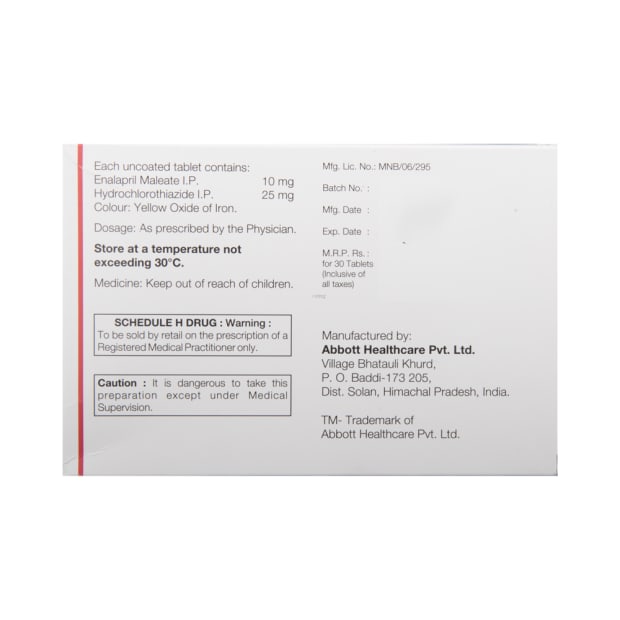 Each uncoated tablet contains:
Enalapril Maleate I.P. 10 mg
Hydrochlorothiazide I.P. 25 mg
Colour: Yellow Oxide of Iron.
Dosage: As prescribed by the Physician.
Store at a temperature not
exceeding 30°C.
Medicine: Keep out of reach of children.
SCHEDULE H DRUG : Warning :
To be sold by retail on the prescription of a
Registered Medical Practitioner only.
Caution : It is dangerous to take this
preparation except under Medical
Supervision.
Mfg. Lic. No.: MNB/06/295
Batch No. :
Mfg. Date :
Exp. Date :
M.R.P. Rs. :
for 30 Tablets
(Inclusive of
all taxes)
Manufactured by:
Abbott Healthcare Pvt. Ltd.
Village Bhatauli Khurd,
P. O. Baddi-173 205,
Dist. Solan, Himachal Pradesh, India.
TM- Trademark of
Abbott Healthcare Pvt. Ltd.